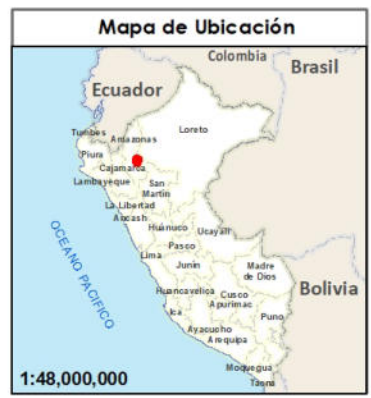 Mapa de Ubicación
Colombia
Brasil
Ecuador
Tumbes
Amazonas
Loreto
Piura
Cajamarca
Lambayeque
San
Martin
La Libertad
Ancash
Huánuco
Ucayali
Pasco
OCEANO PACIFICO
Lima
Junin
Madre
de Dios
Huancavelica
Cusco
Bolivia
Apurimac
Ica
Puno
Ayacucho
Arequipa
Moquegua
Tacna
1:48,000,000